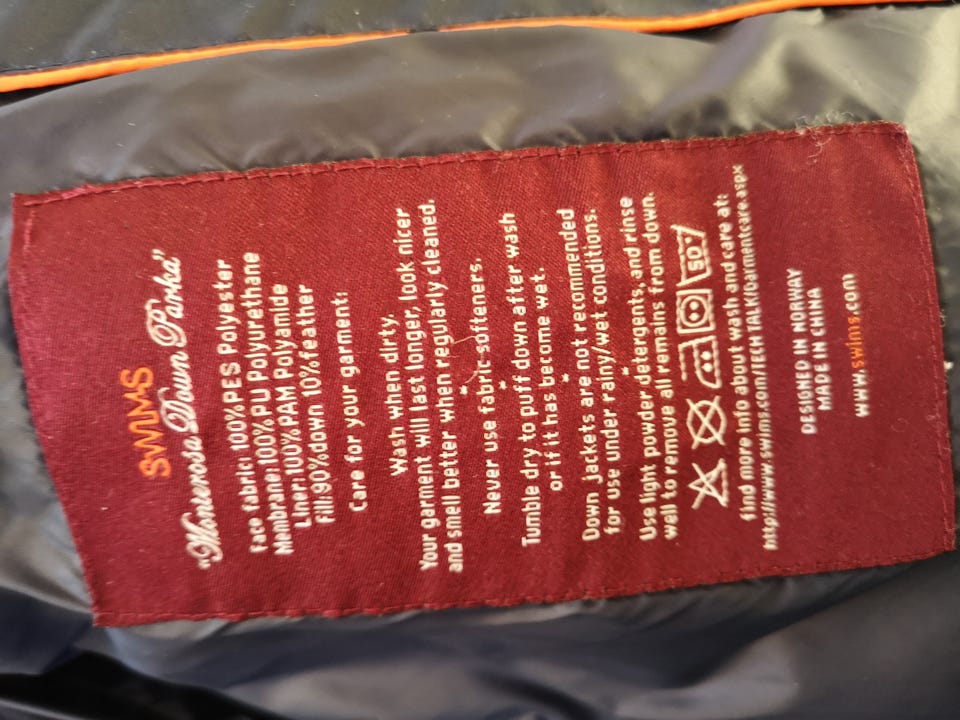 SWIMS
"Monterosa Down Parka"
Face fabric: 100%PES Polyester
Membrane:100% PU Polyurethane
Liner:100% PAM Polyamide
Fill:90%down 10%feather
Care for your garment:
Wash when dirty.
Your garment will last longer, look nicer
and smell better when regularly cleaned.
Never use fabric softeners.
Tumble dry to puff down after wash
or if it has become wet.
Down jackets are not recommended
for use under rainy/wet conditions.
Use light powder detergents, and rinse
well to remove all remains from down.
50°
find more info about wash and care at:
http://www.swims.com/TECH TALK/Garmentcare.aspx
DESIGNED IN NORWAY
MADE IN CHINA
www.swims.com